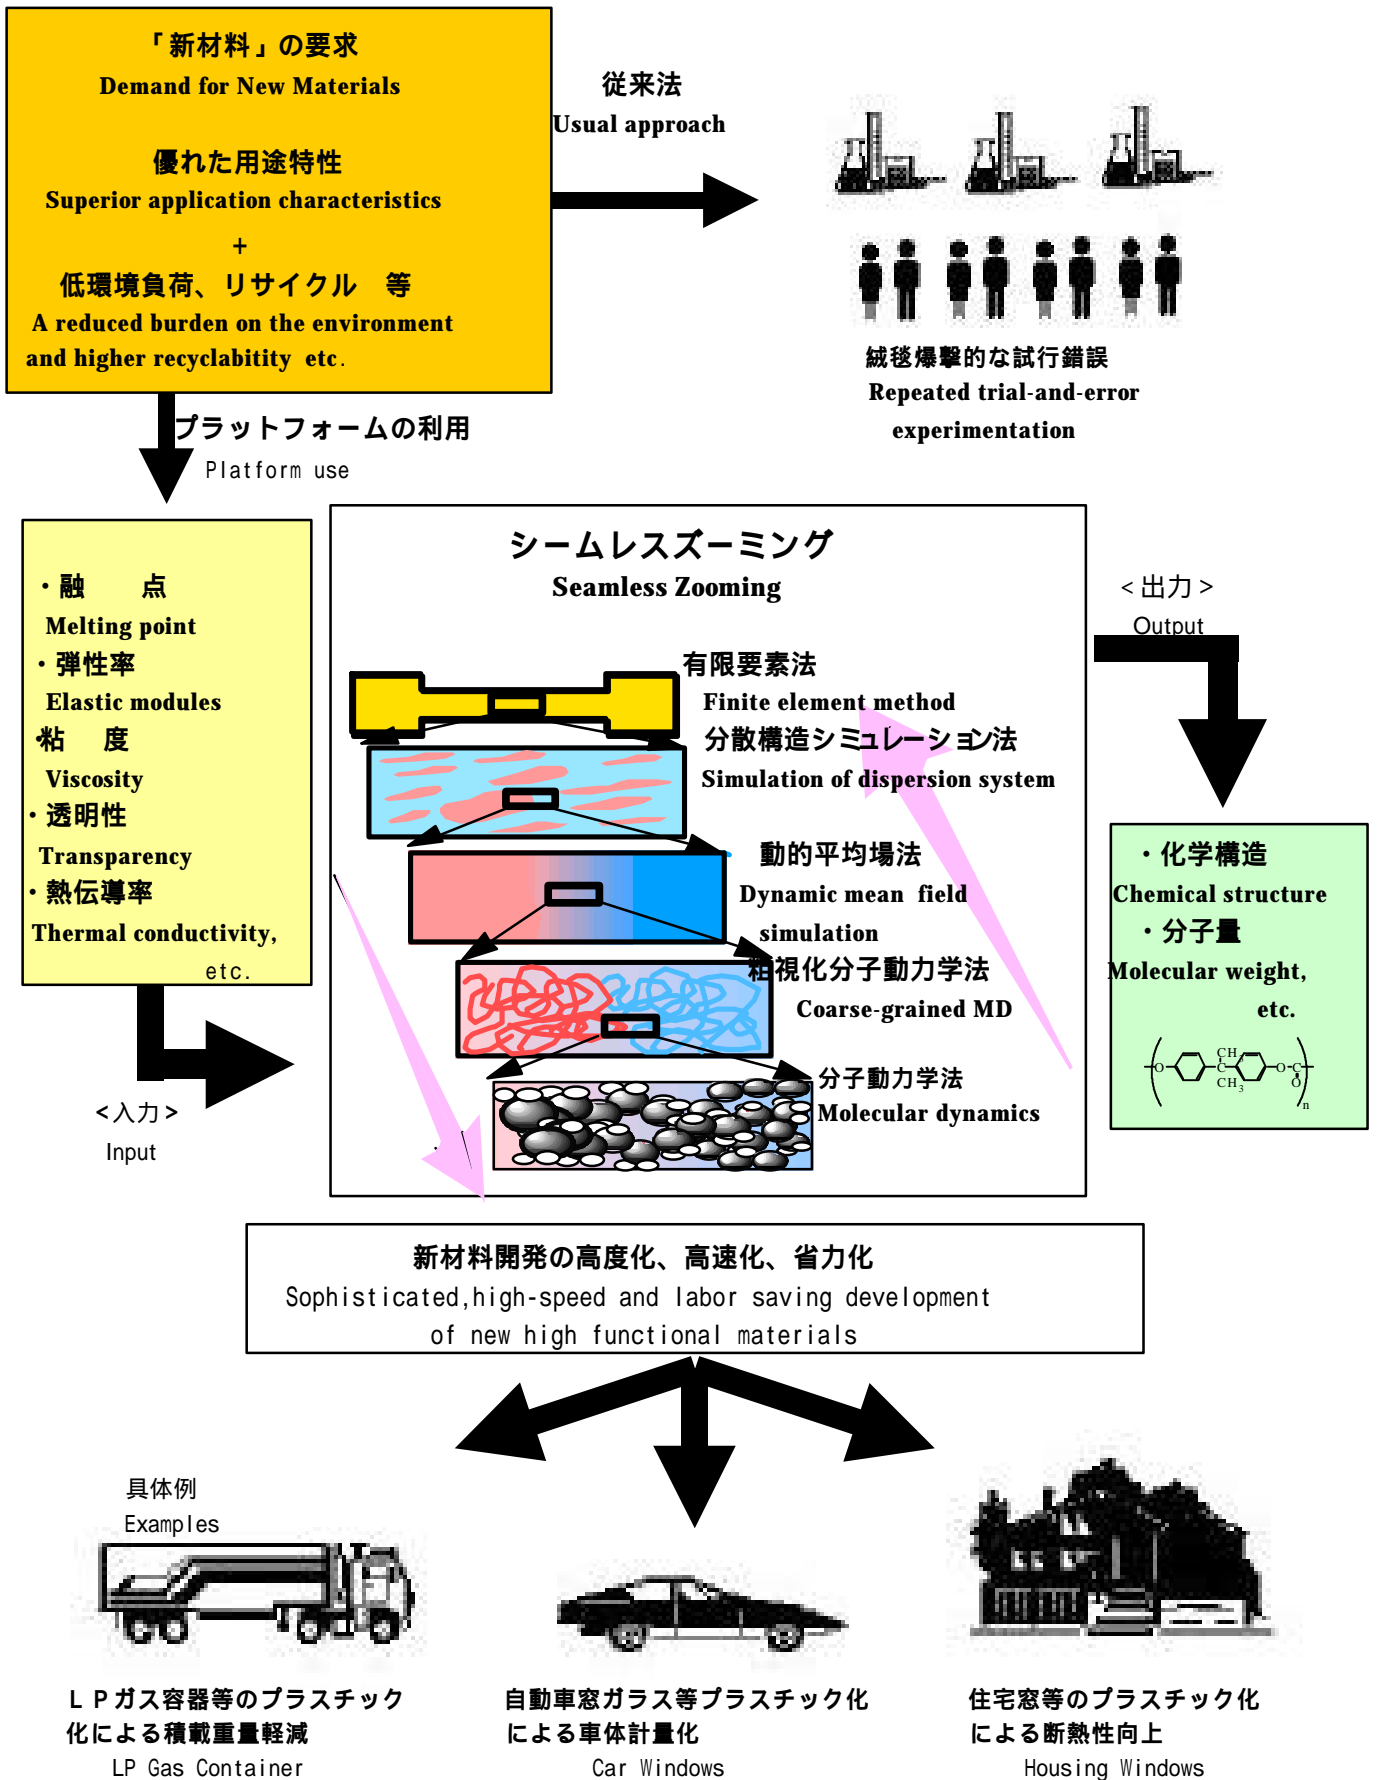 「新材料」の要求
Demand for New Materials
優れた用途特性
Superior application characteristics
+
低環境負荷、リサイクル　等
A reduced burden on the environment
and higher recyclabitity etc.
従来法
Usual approach
絨毯爆撃的な試行錯誤
Repeated trial-and-error
experimentation
プラットフォームの利用
Platform use
・融　　点
Melting point
・弾性率
Elastic modules
・粘　度
Viscosity
・透明性
Transparency
・熱伝導率
Thermal conductivity,
etc.
<入力>
Input
シームレスズーミング
Seamless Zooming
有限要素法
Finite element method
分散構造シミュレーション法
Simulation of dispersion system
動的平均場法
Dynamic mean field
simulation
粗視化分子動力学法
Coarse-grained MD
分子動力学法
Molecular dynamics
<出力>
Output
・化学構造
Chemical structure
・分子量
Molecular weight,
etc.
CH3
O C O C
CH3 O
n
新材料開発の高度化、高速化、省力化
Sophisticated,high-speed and labor saving development
of new high functional materials
具体例
Examples
ＬＰガス容器等のプラスチック
化による積載重量軽減
LP Gas Container
自動車窓ガラス等プラスチック化
による車体計量化
Car Windows
住宅窓等のプラスチック化
による断熱性向上
Housing Windows